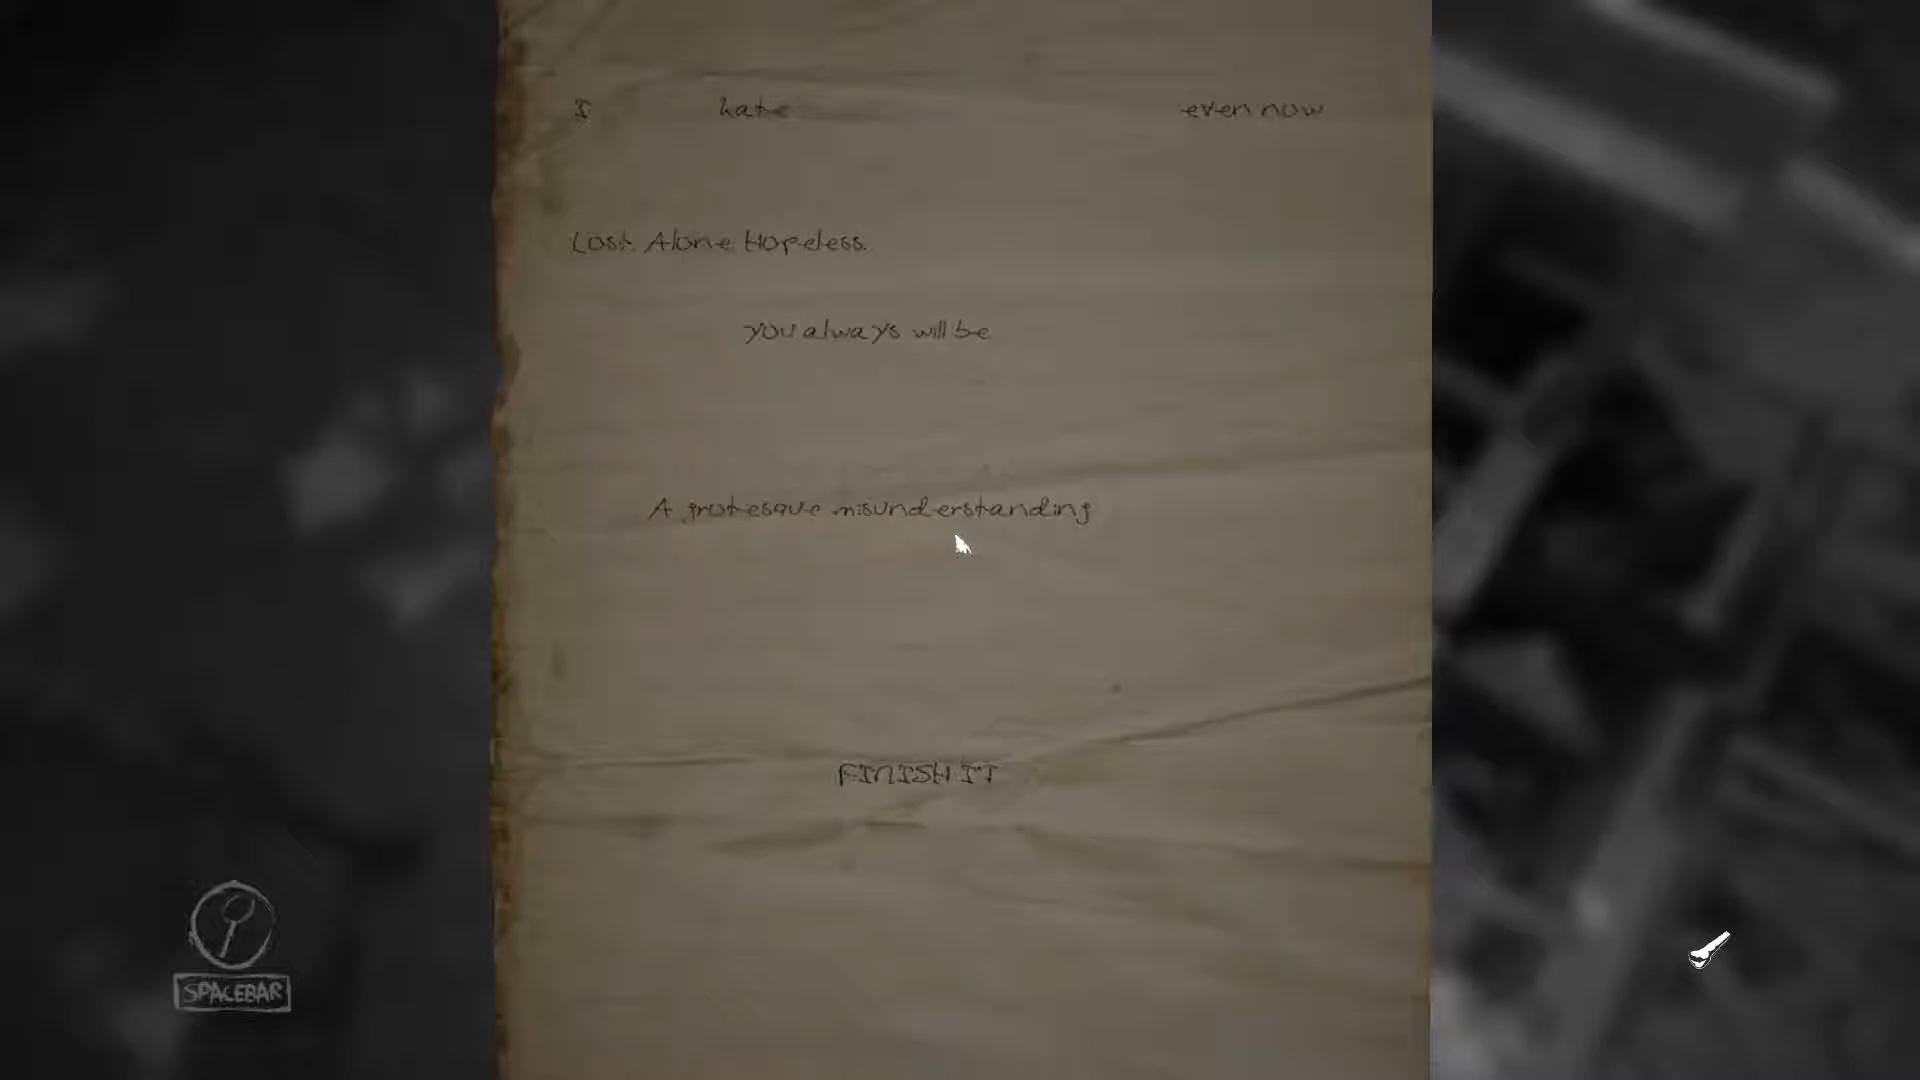 I hate even now
Lost. Alone. Hopeless.
you always will be
A grotesque misunderstanding
FINISH IT
SPACEBAR